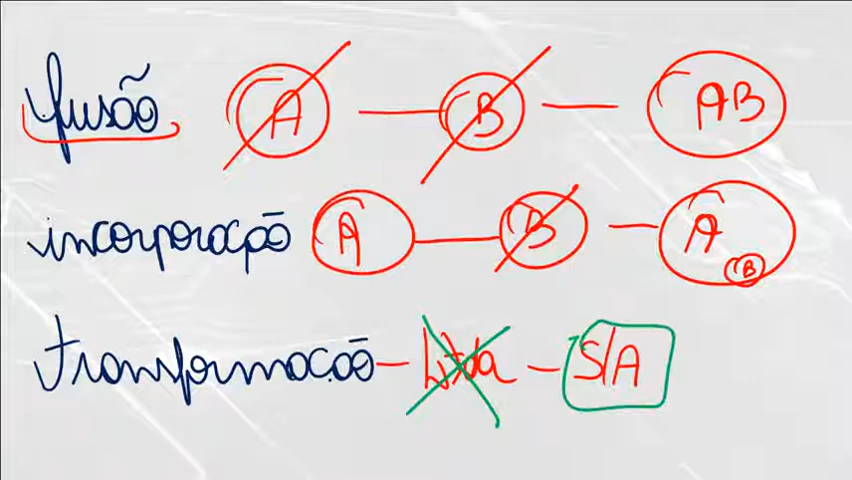 fusão A B AB
incorporação A B A B
transformação Ltda S/A